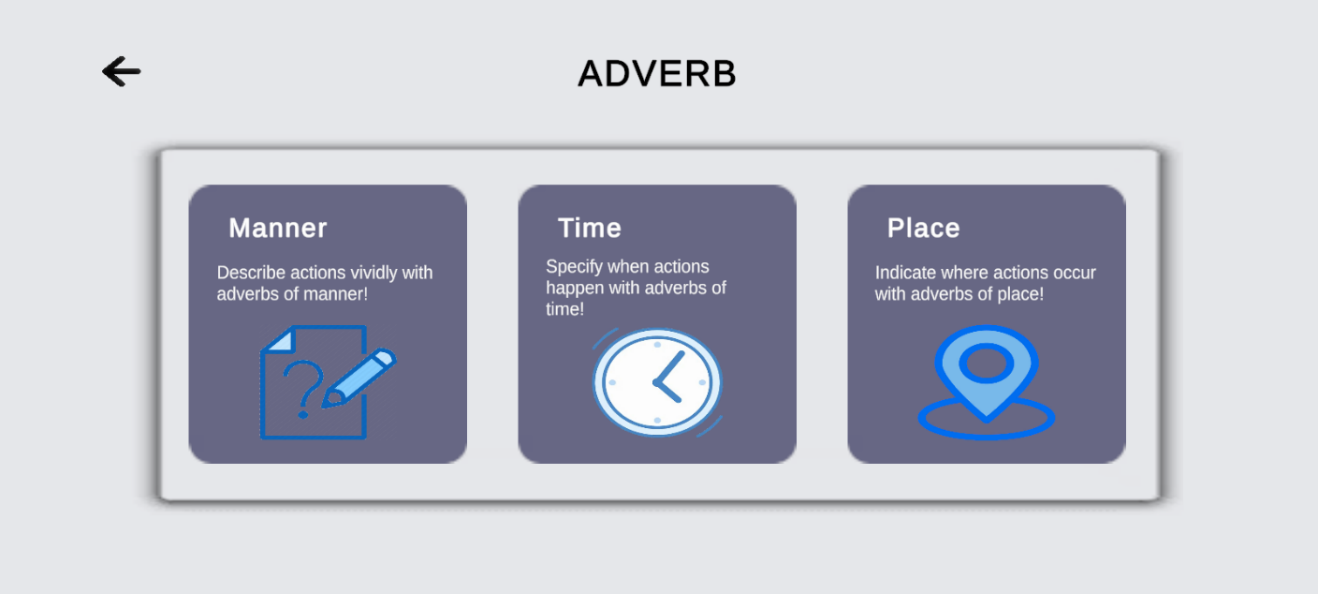 ADVERB
Manner
Describe actions vividly with
adverbs of manner!
Time
Specify when actions
happen with adverbs of
time!
Place
Indicate where actions occur
with adverbs of place!